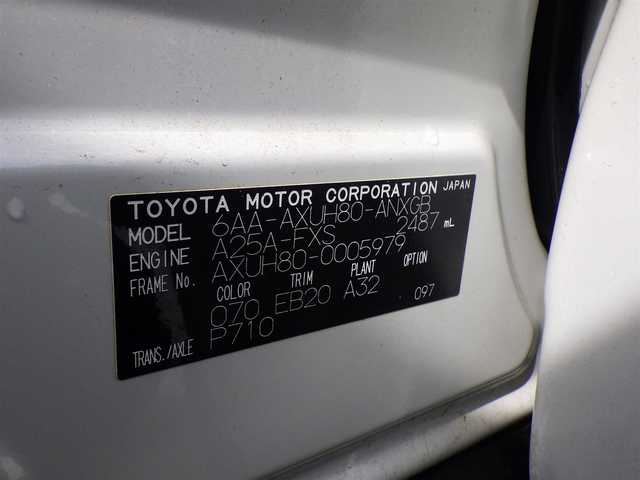 TOYOTA MOTOR CORPORATION JAPAN
MODEL 6AA-AXUH80-ANXGB
ENGINE A25A-FXS 2487 mL
FRAME No. AXUH80-0005979
COLOR TRIM PLANT OPTION
070 EB20 A32 097
TRANS./AXLE P710